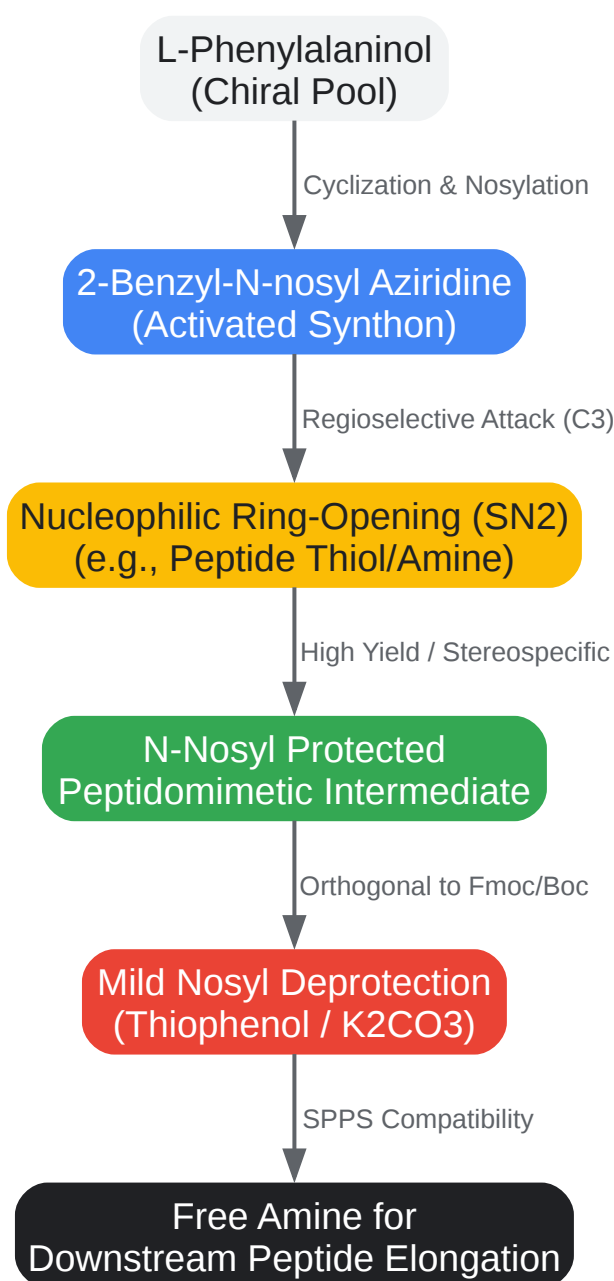 L-Phenylalaninol
(Chiral Pool)
Cyclization & Nosylation
2-Benzyl-N-nosyl Aziridine
(Activated Synthon)
Regioselective Attack (C3)
Nucleophilic Ring-Opening (SN2)
(e.g., Peptide Thiol/Amine)
High Yield / Stereospecific
N-Nosyl Protected
Peptidomimetic Intermediate
Orthogonal to Fmoc/Boc
Mild Nosyl Deprotection
(Thiophenol / K2CO3)
SPPS Compatibility
Free Amine for
Downstream Peptide Elongation